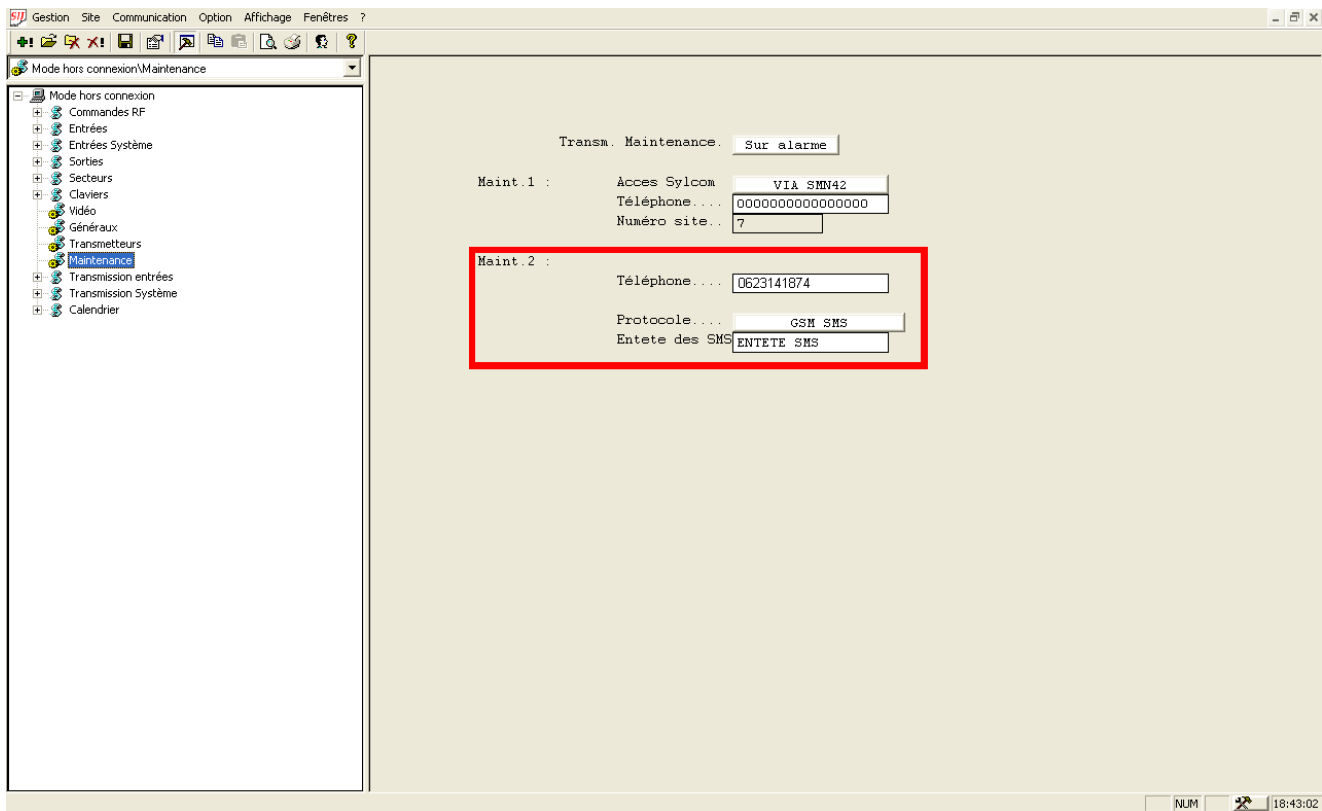 Gestion Site Communication Option Affichage Fenêtres ?
Mode hors connexion\Maintenance
Mode hors connexion
Commandes RF
Entrées
Entrées Système
Sorties
Secteurs
Claviers
Vidéo
Généraux
Transmetteurs
Maintenance
Transmission entrées
Transmission Système
Calendrier
Transm. Maintenance. Sur alarme
Maint.1 : Acces Sylcom VIA SMN42
Téléphone.... 0000000000000000
Numéro site.. 7
Maint.2 :
Téléphone.... 0623141874
Protocole.... GSM SMS
Entete des SMS ENTETE SMS
NUM 18:43:02